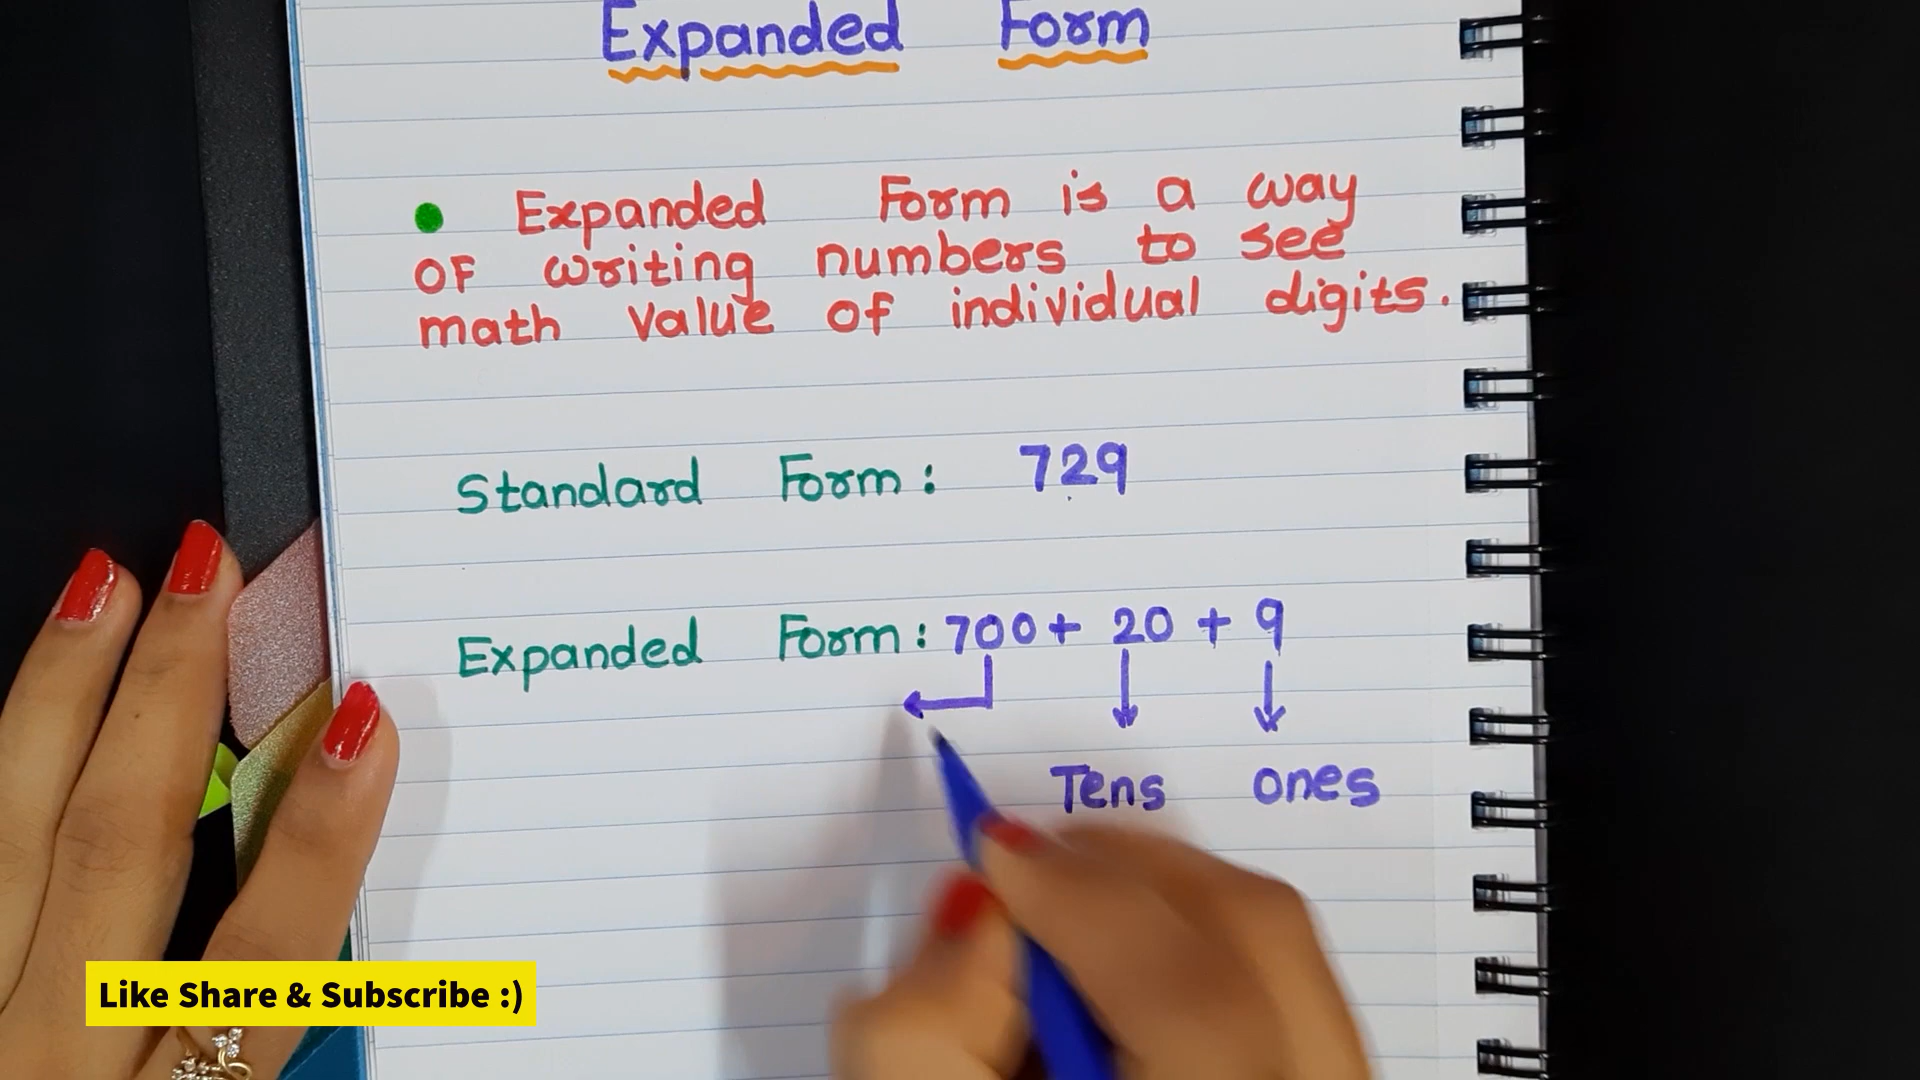 Expanded Form
Expanded Form is a way
OF writing numbers to see
math value of individual digits.
Standard Form: 729
Expanded Form: 700 + 20 + 9
Tens ones
Like Share & Subscribe :)